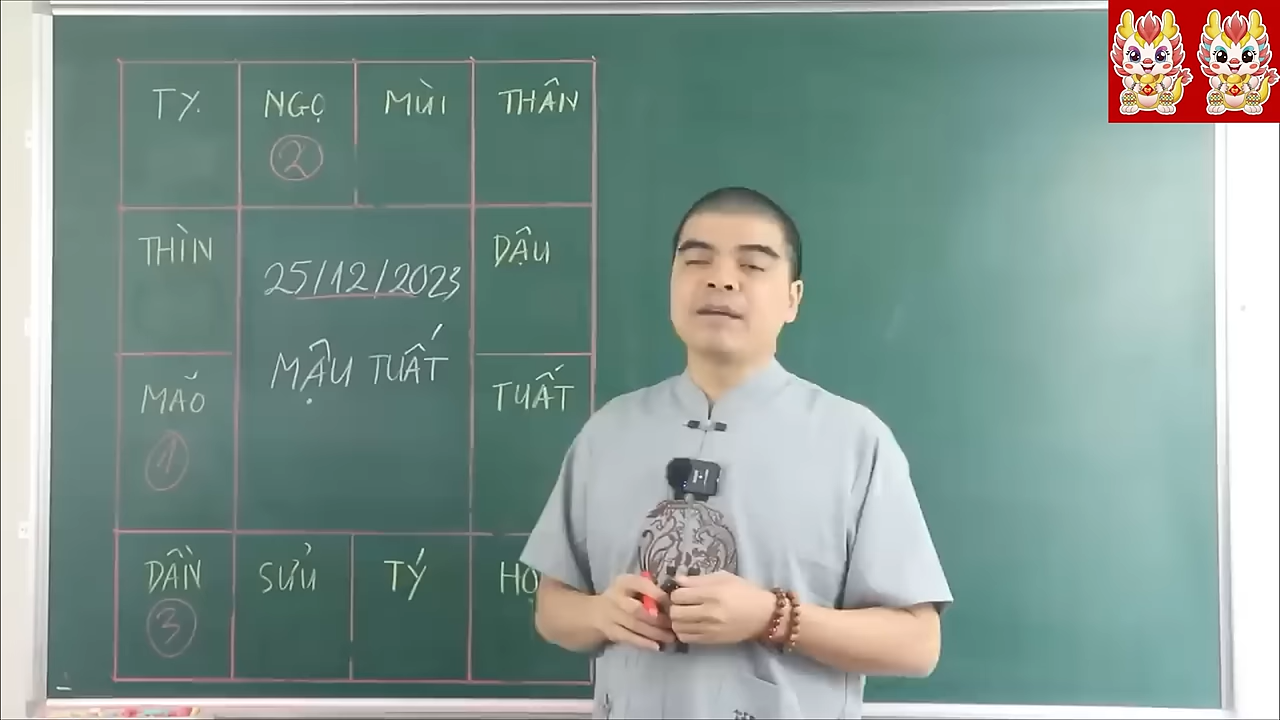 TỴ NGỌ MÙI THÂN
2
THÌN DẬU
25/12/2023
MẬU TUẤT
MÃO TUẤT
1
DẦN SỬU TÝ
3